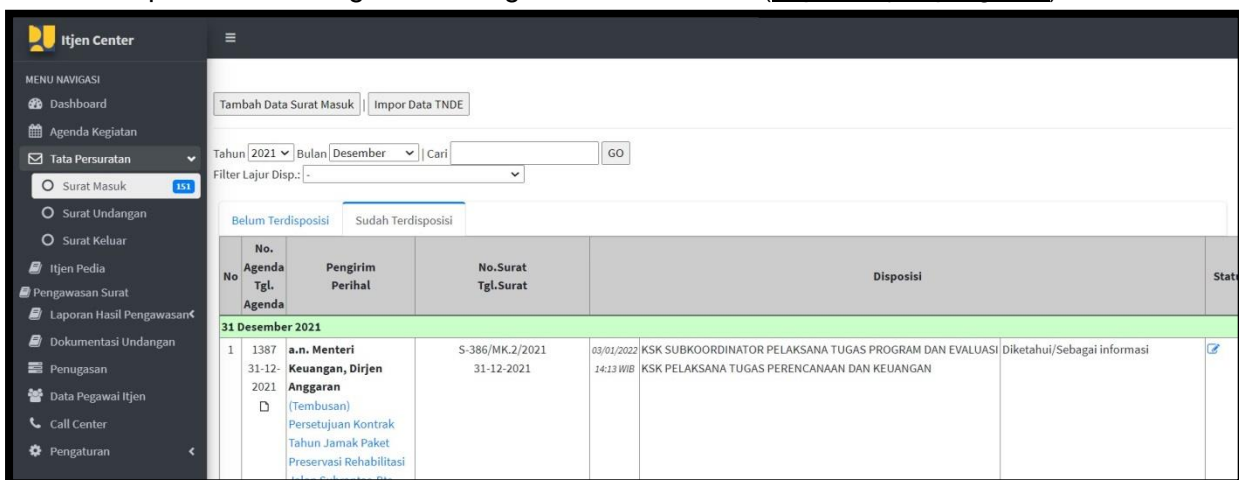 Itjen Center
MENU NAVIGASI
Dashboard
Agenda Kegiatan
Tata Persuratan
Surat Masuk 151
Surat Undangan
Surat Keluar
Itjen Pedia
Pengawasan Surat
Laporan Hasil Pengawasan
Dokumentasi Undangan
Penugasan
Data Pegawai Itjen
Call Center
Pengaturan
Tambah Data Surat Masuk | Impor Data TNDE
Tahun 2021 Bulan Desember | Cari GO
Filter Lajur Disp.: -
Belum Terdisposisi Sudah Terdisposisi
No
No. Agenda
Tgl. Agenda
Pengirim
Perihal
No.Surat
Tgl.Surat
Disposisi
31 Desember 2021
1
1387
31-12-
2021
a.n. Menteri
Keuangan, Dirjen
Anggaran
(Tembusan)
Persetujuan Kontrak
Tahun Jamak Paket
Preservasi Rehabilitasi
S-386/MK.2/2021
31-12-2021
03/01/2022
14:13 WIB
KSK SUBKOORDINATOR PELAKSANA TUGAS PROGRAM DAN EVALUASI
KSK PELAKSANA TUGAS PERENCANAAN DAN KEUANGAN
Diketahui/Sebagai informasi